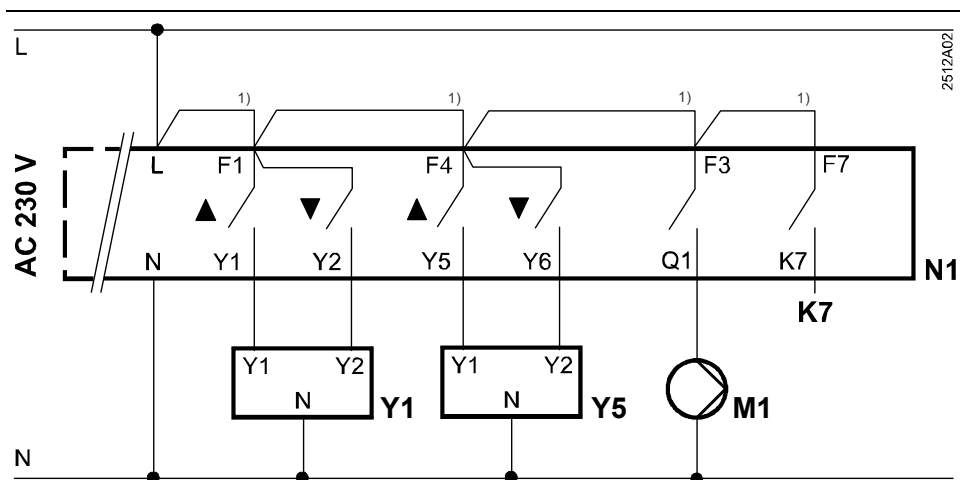 L
2512A02
1) 1) 1) 1)
AC 230 V
L F1 F4 F3 F7
▲ ▼ ▲ ▼
N Y1 Y2 Y5 Y6 Q1 K7
N1
K7
Y1 Y2 Y1 Y2
N Y1 N Y5 M1
N